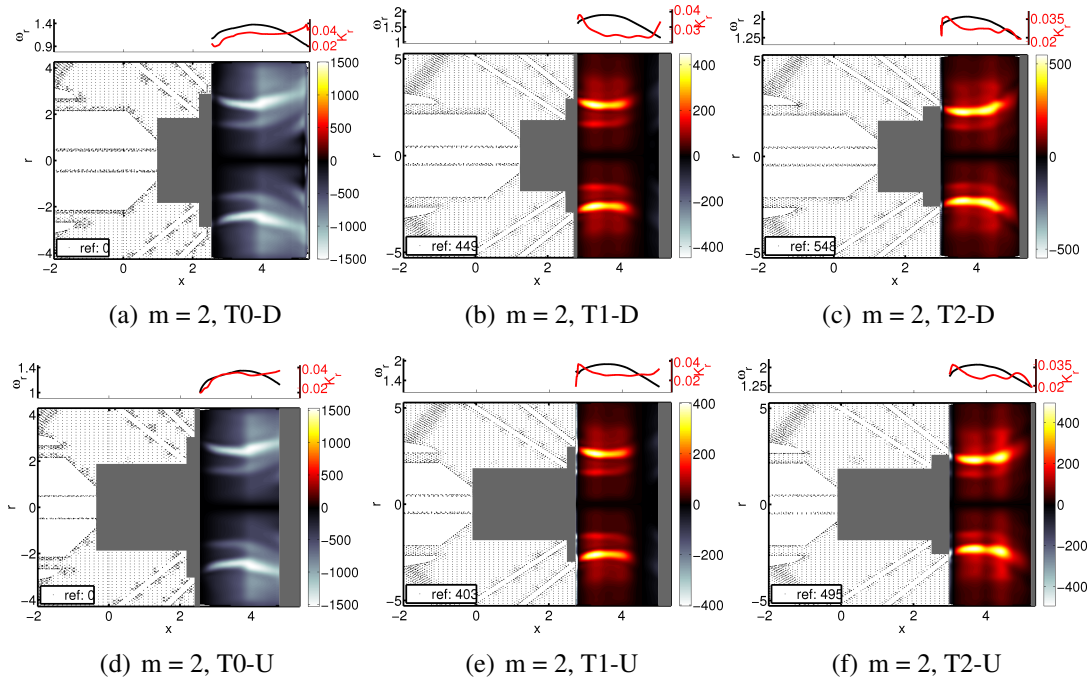 1.4
0.9
ω_r
0.04
0.02
K_r
4
2
0
−2
−4
r
1500
1000
500
0
−500
−1000
−1500
ref: 0
−2 0 2 4
x
(a) m = 2, T0-D
2
1
ω_r
0.04
0.03
K_r
5
0
−5
r
400
200
0
−200
−400
ref: 449
−2 0 2 4
x
(b) m = 2, T1-D
2
1.25
ω_r
0.035
0.02
K_r
4
2
0
−2
−4
r
500
0
−500
ref: 548
−2 0 2 4
x
(c) m = 2, T2-D
1.4
1
ω_r
0.04
0.02
K_r
4
2
0
−2
−4
r
1500
1000
500
0
−500
−1000
−1500
ref: 0
−2 0 2 4
x
(d) m = 2, T0-U
2
1.4
ω_r
0.04
0.02
K_r
5
0
−5
r
400
200
0
−200
−400
ref: 403
−2 0 2 4
x
(e) m = 2, T1-U
2
1.25
ω_r
0.035
0.02
K_r
5
0
−5
r
400
200
0
−200
−400
ref: 495
−2 0 2 4
x
(f) m = 2, T2-U